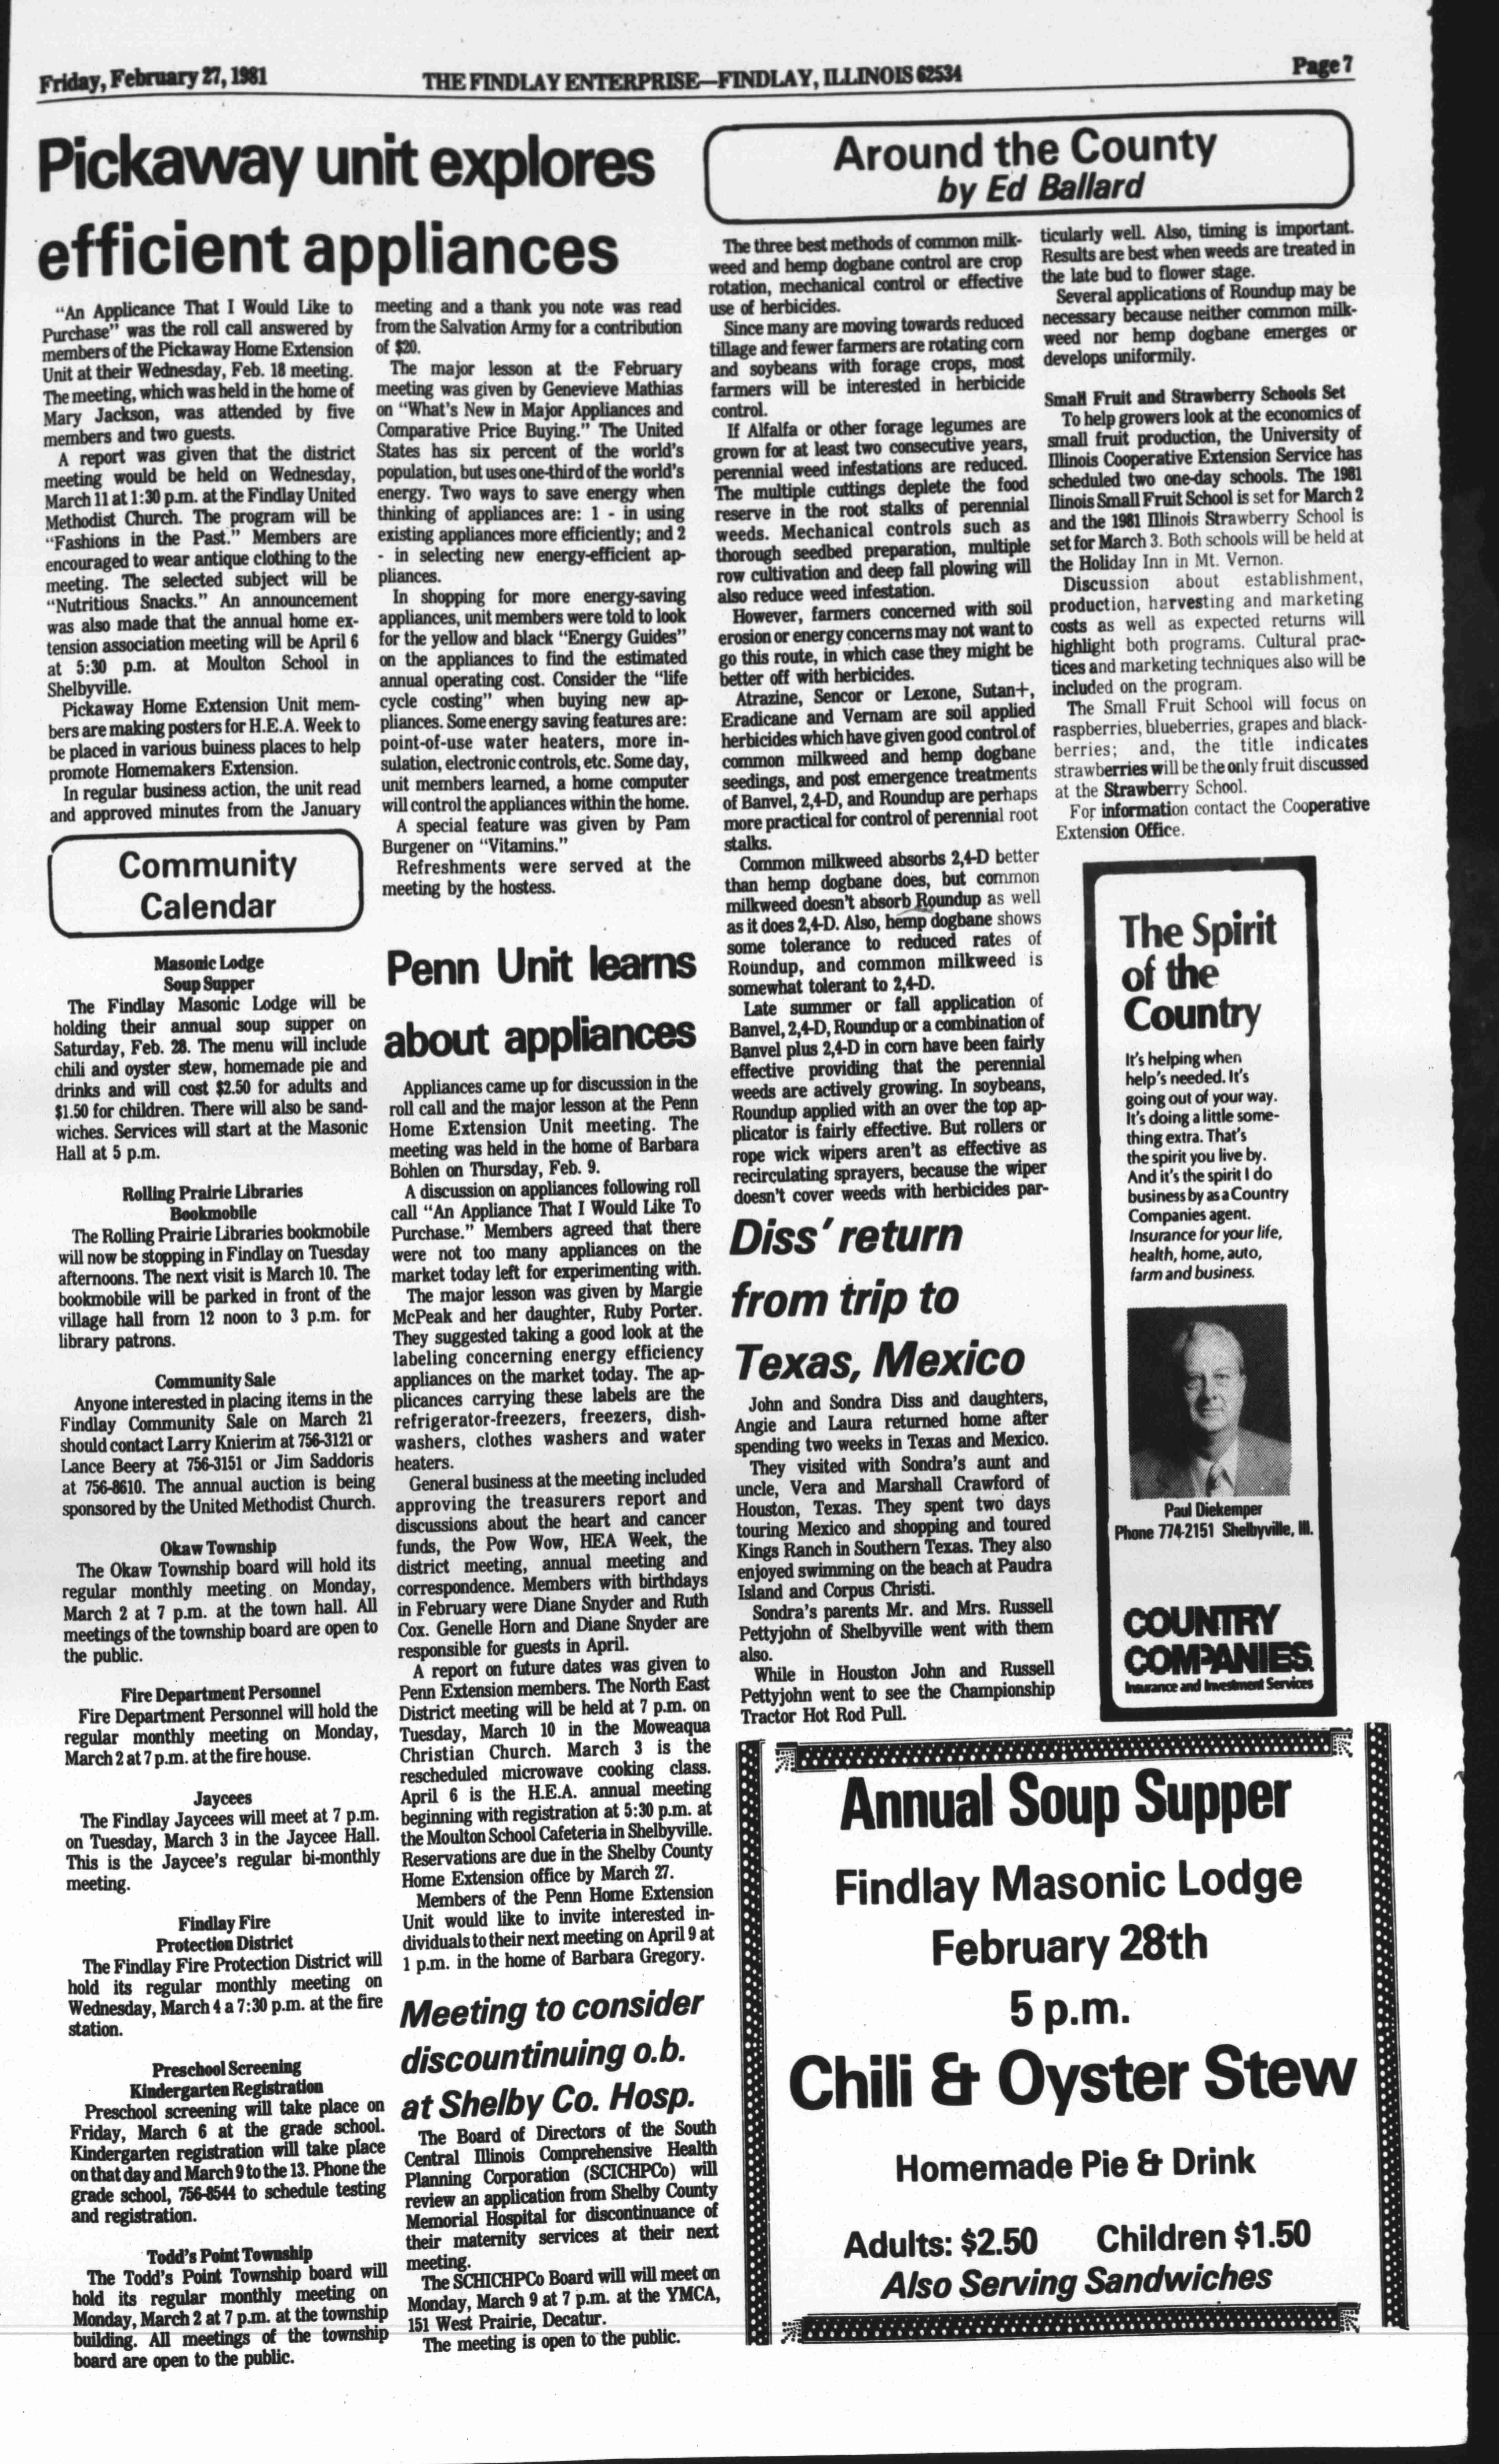 Friday, February 27, 1981
THE FINDLAY ENTERPRISE—FINDLAY, ILLINOIS 62534
Page 7
Pickaway unit explores
efficient appliances
"An Applicance That I Would Like to
Purchase" was the roll call answered by
members of the Pickaway Home Extension
Unit at their Wednesday, Feb. 18 meeting.
The meeting, which was held in the home of
Mary Jackson, was attended by five
members and two guests.
A report was given that the district
meeting would be held on Wednesday,
March 11 at 1:30 p.m. at the Findlay United
Methodist Church. The program will be
"Fashions in the Past." Members are
encouraged to wear antique clothing to the
meeting. The selected subject will be
"Nutritious Snacks." An announcement
was also made that the annual home ex-
tension association meeting will be April 6
at 5:30 p.m. at Moulton School in
Shelbyville.
Pickaway Home Extension Unit mem-
bers are making posters for H.E.A. Week to
be placed in various buiness places to help
promote Homemakers Extension.
In regular business action, the unit read
and approved minutes from the January
meeting and a thank you note was read
from the Salvation Army for a contribution
of $20.
The major lesson at the February
meeting was given by Genevieve Mathias
on "What's New in Major Appliances and
Comparative Price Buying." The United
States has six percent of the world's
population, but uses one-third of the world's
energy. Two ways to save energy when
thinking of appliances are: 1 - in using
existing appliances more efficiently; and 2
- in selecting new energy-efficient ap-
pliances.
In shopping for more energy-saving
appliances, unit members were told to look
for the yellow and black "Energy Guides"
on the appliances to find the estimated
annual operating cost. Consider the "life
cycle costing" when buying new ap-
pliances. Some energy saving features are:
point-of-use water heaters, more in-
sulation, electronic controls, etc. Some day,
unit members learned, a home computer
will control the appliances within the home.
A special feature was given by Pam
Burgener on "Vitamins."
Refreshments were served at the
meeting by the hostess.
Community
Calendar
Masonic Lodge
Soup Supper
The Findlay Masonic Lodge will be
holding their annual soup supper on
Saturday, Feb. 28. The menu will include
chili and oyster stew, homemade pie and
drinks and will cost $2.50 for adults and
$1.50 for children. There will also be sand-
wiches. Services will start at the Masonic
Hall at 5 p.m.
Rolling Prairie Libraries
Bookmobile
The Rolling Prairie Libraries bookmobile
will now be stopping in Findlay on Tuesday
afternoons. The next visit is March 10. The
bookmobile will be parked in front of the
village hall from 12 noon to 3 p.m. for
library patrons.
Community Sale
Anyone interested in placing items in the
Findlay Community Sale on March 21
should contact Larry Knierim at 756-3121 or
Lance Beery at 756-3151 or Jim Saddoris
at 756-8610. The annual auction is being
sponsored by the United Methodist Church.
Okaw Township
The Okaw Township board will hold its
regular monthly meeting on Monday,
March 2 at 7 p.m. at the town hall. All
meetings of the township board are open to
the public.
Fire Department Personnel
Fire Department Personnel will hold the
regular monthly meeting on Monday,
March 2 at 7 p.m. at the fire house.
Jaycees
The Findlay Jaycees will meet at 7 p.m.
on Tuesday, March 3 in the Jaycee Hall.
This is the Jaycee's regular bi-monthly
meeting.
Findlay Fire
Protection District
The Findlay Fire Protection District will
hold its regular monthly meeting on
Wednesday, March 4 a 7:30 p.m. at the fire
station.
Preschool Screening
Kindergarten Registration
Preschool screening will take place on
Friday, March 6 at the grade school.
Kindergarten registration will take place
on that day and March 9 to the 13. Phone the
grade school, 756-8544 to schedule testing
and registration.
Todd's Point Township
The Todd's Point Township board will
hold its regular monthly meeting on
Monday, March 2 at 7 p.m. at the township
building. All meetings of the township
board are open to the public.
Penn Unit learns
about appliances
Appliances came up for discussion in the
roll call and the major lesson at the Penn
Home Extension Unit meeting. The
meeting was held in the home of Barbara
Bohlen on Thursday, Feb. 9.
A discussion on appliances following roll
call "An Appliance That I Would Like To
Purchase." Members agreed that there
were not too many appliances on the
market today left for experimenting with.
The major lesson was given by Margie
McPeak and her daughter, Ruby Porter.
They suggested taking a good look at the
labeling concerning energy efficiency
appliances on the market today. The ap-
plicances carrying these labels are the
refrigerator-freezers, freezers, dish-
washers, clothes washers and water
heaters.
General business at the meeting included
approving the treasurers report and
discussions about the heart and cancer
funds, the Pow Wow, HEA Week, the
district meeting, annual meeting and
correspondence. Members with birthdays
in February were Diane Snyder and Ruth
Cox. Genelle Horn and Diane Snyder are
responsible for guests in April.
A report on future dates was given to
Penn Extension members. The North East
District meeting will be held at 7 p.m. on
Tuesday, March 10 in the Moweaqua
Christian Church. March 3 is the
rescheduled microwave cooking class.
April 6 is the H.E.A. annual meeting
beginning with registration at 5:30 p.m. at
the Moulton School Cafeteria in Shelbyville.
Reservations are due in the Shelby County
Home Extension office by March 27.
Members of the Penn Home Extension
Unit would like to invite interested in-
dividuals to their next meeting on April 9 at
1 p.m. in the home of Barbara Gregory.
Meeting to consider
discountinuing o.b.
at Shelby Co. Hosp.
The Board of Directors of the South
Central Illinois Comprehensive Health
Planning Corporation (SCICHPCo) will
review an application from Shelby County
Memorial Hospital for discontinuance of
their maternity services at their next
meeting.
The SCHICHPCo Board will will meet on
Monday, March 9 at 7 p.m. at the YMCA,
151 West Prairie, Decatur.
The meeting is open to the public.
Around the County
by Ed Ballard
The three best methods of common milk-
weed and hemp dogbane control are crop
rotation, mechanical control or effective
use of herbicides.
Since many are moving towards reduced
tillage and fewer farmers are rotating corn
and soybeans with forage crops, most
farmers will be interested in herbicide
control.
If Alfalfa or other forage legumes are
grown for at least two consecutive years,
perennial weed infestations are reduced.
The multiple cuttings deplete the food
reserve in the root stalks of perennial
weeds. Mechanical controls such as
thorough seedbed preparation, multiple
row cultivation and deep fall plowing will
also reduce weed infestation.
However, farmers concerned with soil
erosion or energy concerns may not want to
go this route, in which case they might be
better off with herbicides.
Atrazine, Sencor or Lexone, Sutan+,
Eradicane and Vernam are soil applied
herbicides which have given good control of
common milkweed and hemp dogbane
seedings, and post emergence treatments
of Banvel, 2,4-D, and Roundup are perhaps
more practical for control of perennial root
stalks.
Common milkweed absorbs 2,4-D better
than hemp dogbane does, but common
milkweed doesn't absorb Roundup as well
as it does 2,4-D. Also, hemp dogbane shows
some tolerance to reduced rates of
Roundup, and common milkweed is
somewhat tolerant to 2,4-D.
Late summer or fall application of
Banvel, 2,4-D, Roundup or a combination of
Banvel plus 2,4-D in corn have been fairly
effective providing that the perennial
weeds are actively growing. In soybeans,
Roundup applied with an over the top ap-
plicator is fairly effective. But rollers or
rope wick wipers aren't as effective as
recirculating sprayers, because the wiper
doesn't cover weeds with herbicides par-
ticularly well. Also, timing is important.
Results are best when weeds are treated in
the late bud to flower stage.
Several applications of Roundup may be
necessary because neither common milk-
weed nor hemp dogbane emerges or
develops uniformily.
Small Fruit and Strawberry Schools Set
To help growers look at the economics of
small fruit production, the University of
Illinois Cooperative Extension Service has
scheduled two one-day schools. The 1981
Ilinois Small Fruit School is set for March 2
and the 1981 Illinois Strawberry School is
set for March 3. Both schools will be held at
the Holiday Inn in Mt. Vernon.
Discussion about establishment,
production, harvesting and marketing
costs as well as expected returns will
highlight both programs. Cultural prac-
tices and marketing techniques also will be
included on the program.
The Small Fruit School will focus on
raspberries, blueberries, grapes and black-
berries; and, the title indicates
strawberries will be the only fruit discussed
at the Strawberry School.
For information contact the Cooperative
Extension Office.
Diss' return
from trip to
Texas, Mexico
John and Sondra Diss and daughters,
Angie and Laura returned home after
spending two weeks in Texas and Mexico.
They visited with Sondra's aunt and
uncle, Vera and Marshall Crawford of
Houston, Texas. They spent two days
touring Mexico and shopping and toured
Kings Ranch in Southern Texas. They also
enjoyed swimming on the beach at Paudra
Island and Corpus Christi.
Sondra's parents Mr. and Mrs. Russell
Pettyjohn of Shelbyville went with them
also.
While in Houston John and Russell
Pettyjohn went to see the Championship
Tractor Hot Rod Pull.
The Spirit
of the
Country
It's helping when
help's needed. It's
going out of your way.
It's doing a little some-
thing extra. That's
the spirit you live by.
And it's the spirit I do
business by as a Country
Companies agent.
Insurance for your life,
health, home, auto,
farm and business.
Paul Diekemper
Phone 774-2151 Shelbyville, Ill.
COUNTRY
COMPANIES
Insurance and Investment Services
Annual Soup Supper
Findlay Masonic Lodge
February 28th
5 p.m.
Chili & Oyster Stew
Homemade Pie & Drink
Adults: $2.50 Children $1.50
Also Serving Sandwiches